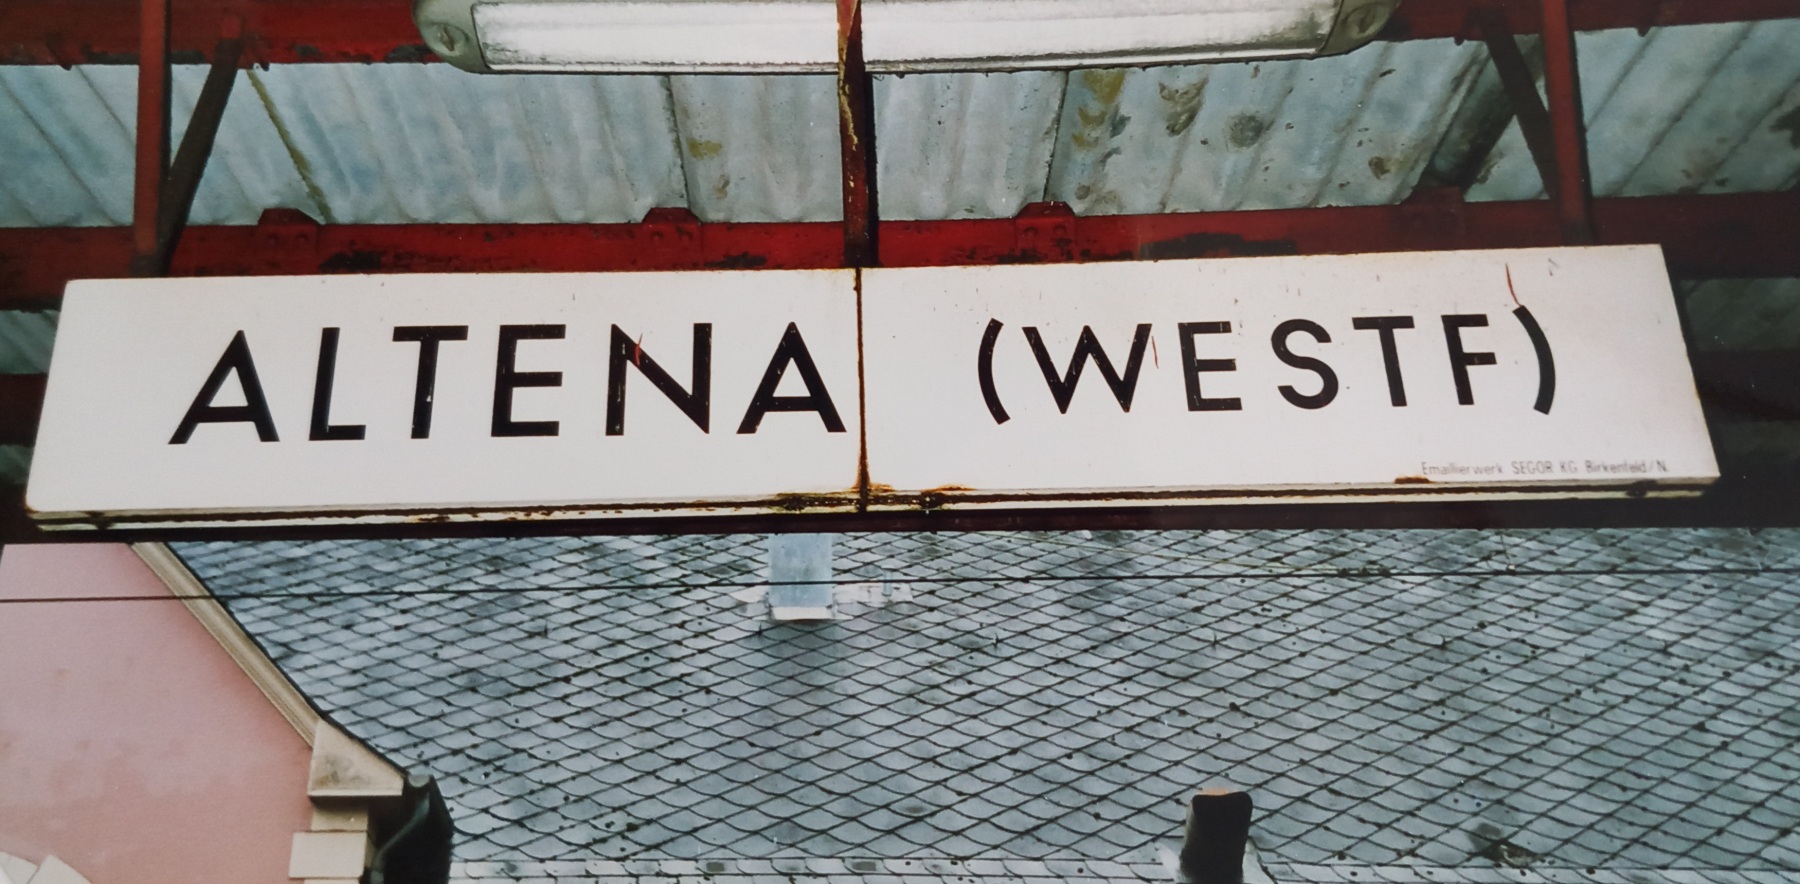 ALTENA (WESTF)
Emaillierwerk SEGOR KG Birkenfeld/N.